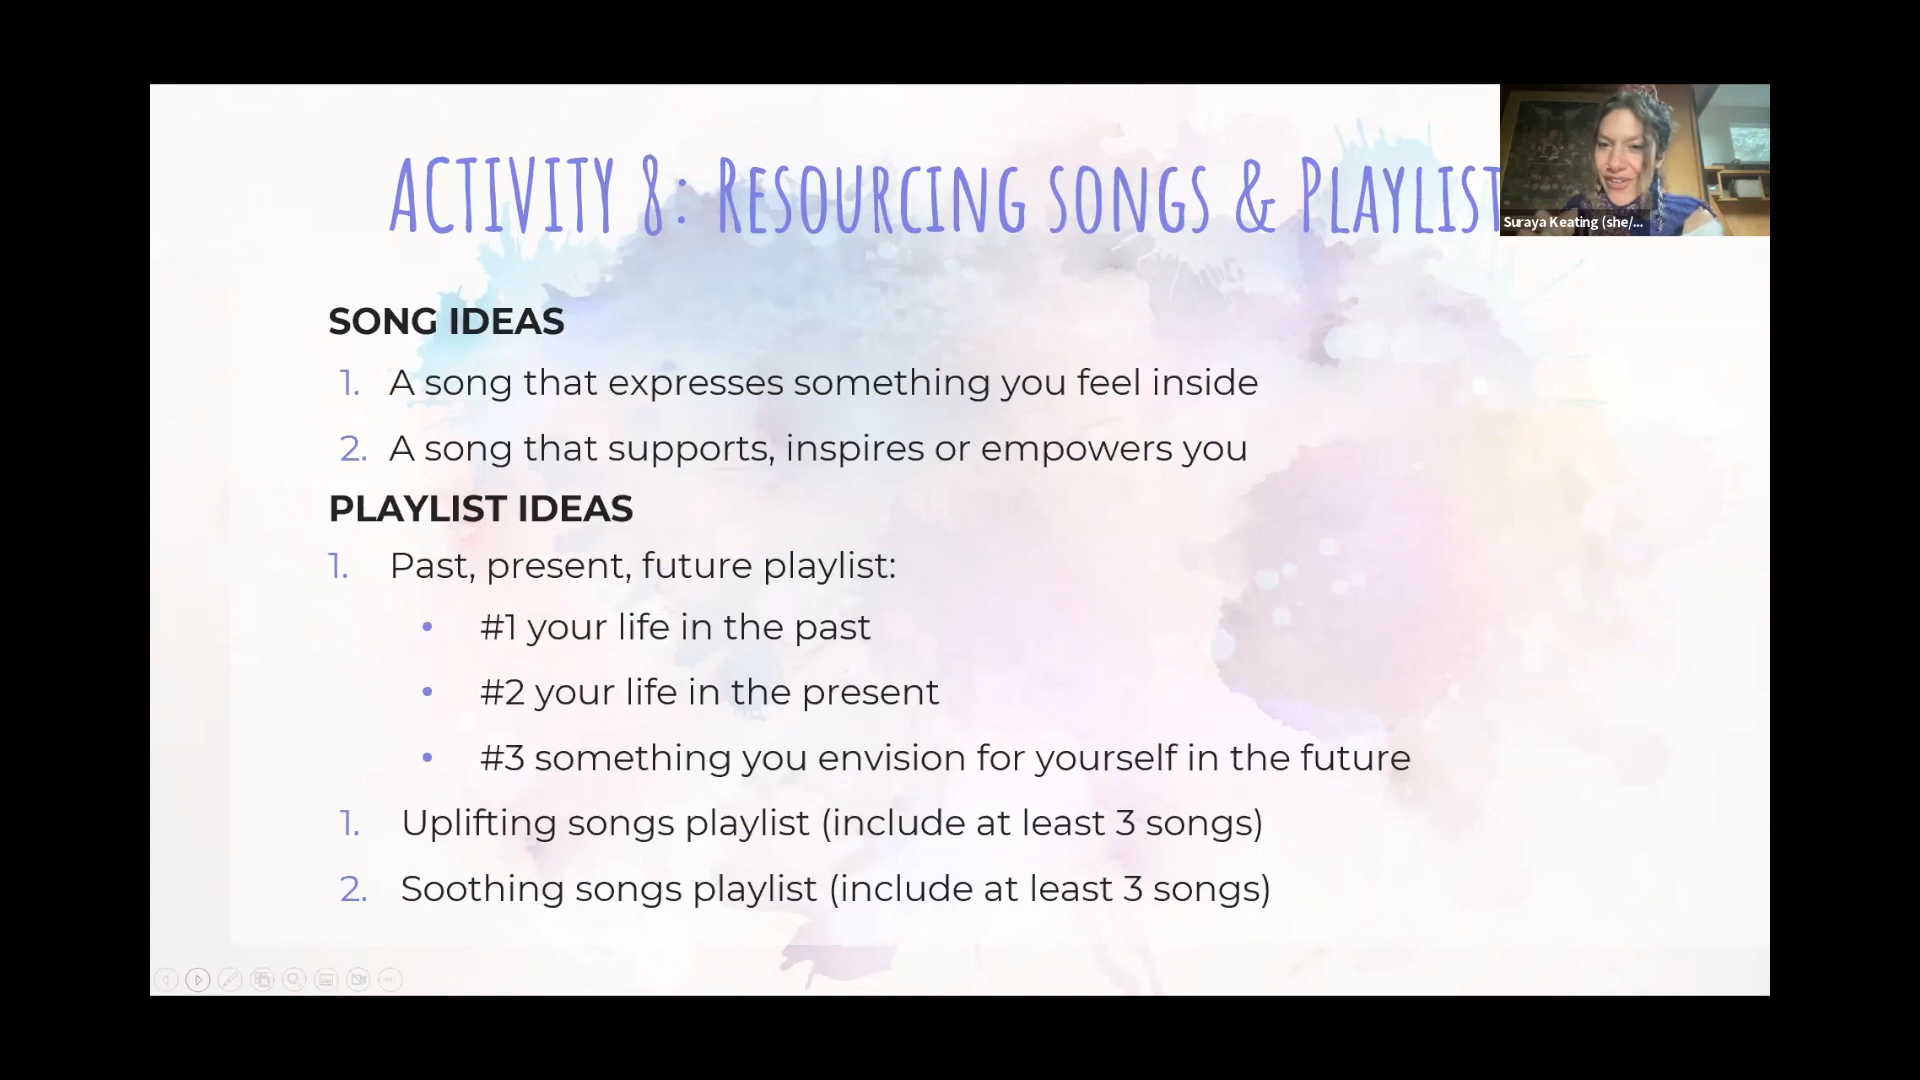 ACTIVITY 8: RESOURCING SONGS & PLAYLIST
Suraya Keating (she/...
SONG IDEAS
1. A song that expresses something you feel inside
2. A song that supports, inspires or empowers you
PLAYLIST IDEAS
1. Past, present, future playlist:
• #1 your life in the past
• #2 your life in the present
• #3 something you envision for yourself in the future
1. Uplifting songs playlist (include at least 3 songs)
2. Soothing songs playlist (include at least 3 songs)